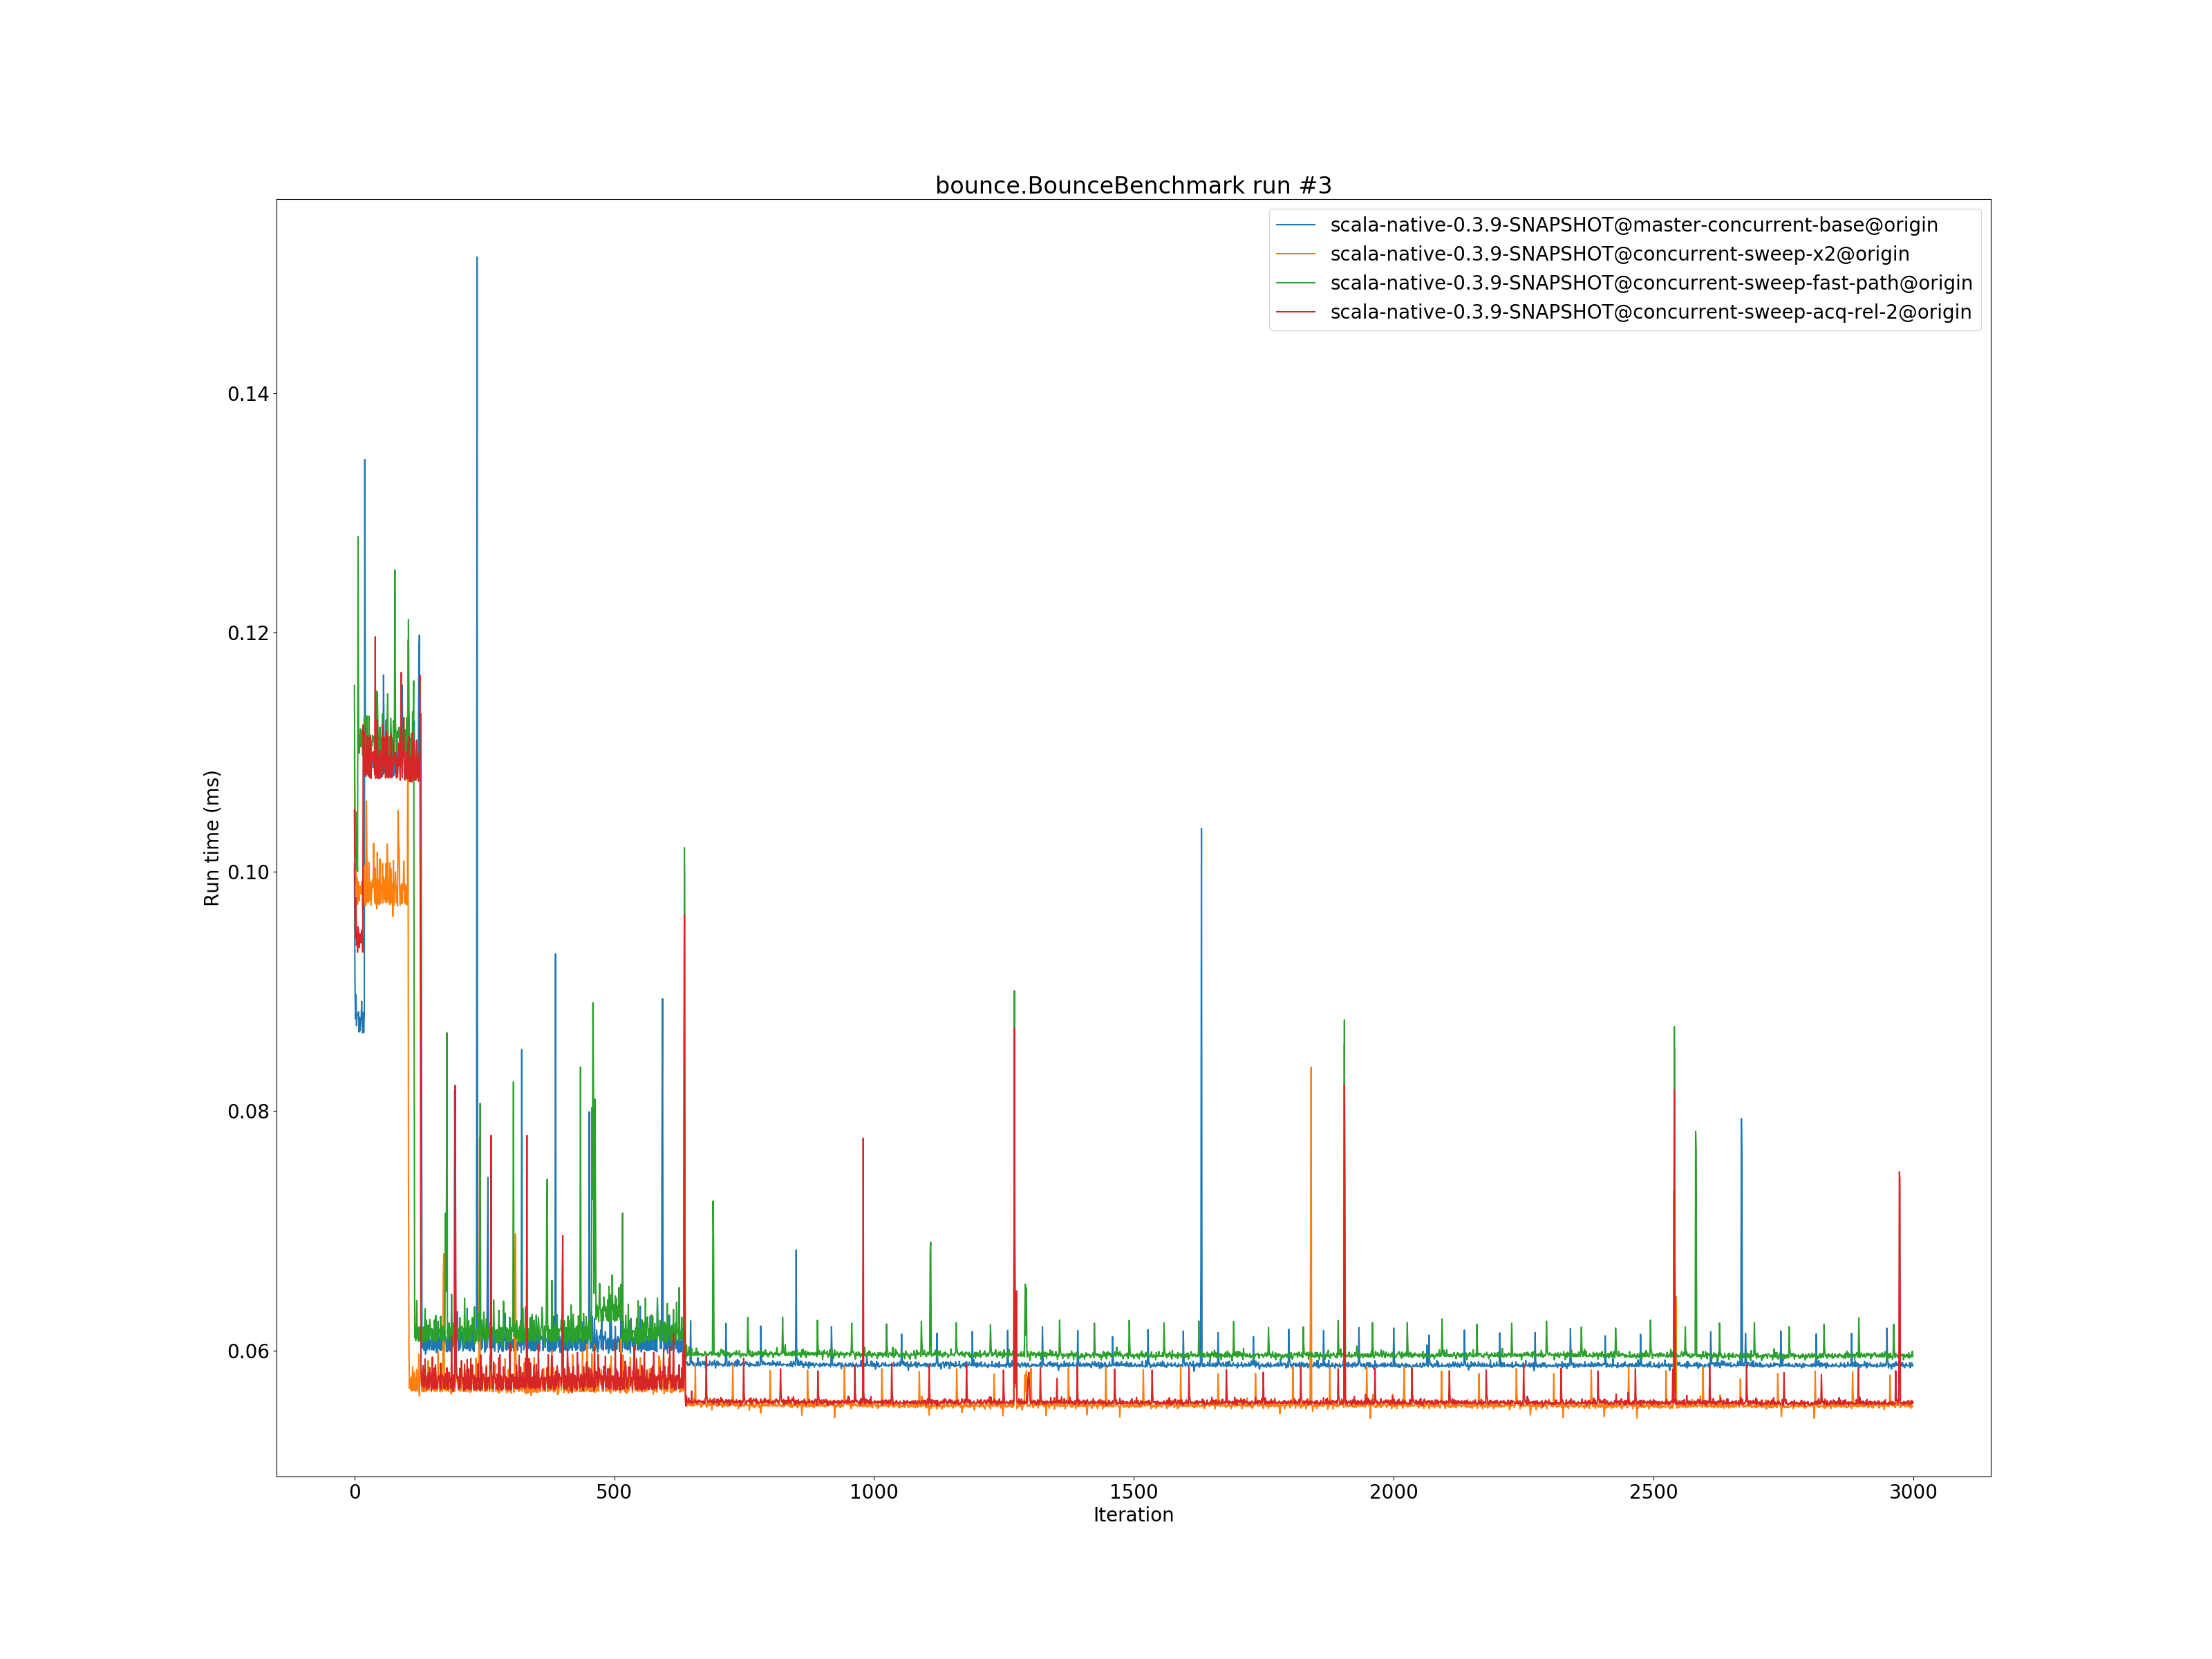 bounce.BounceBenchmark run #3
scala-native-0.3.9-SNAPSHOT@master-concurrent-base@origin
scala-native-0.3.9-SNAPSHOT@concurrent-sweep-x2@origin
scala-native-0.3.9-SNAPSHOT@concurrent-sweep-fast-path@origin
scala-native-0.3.9-SNAPSHOT@concurrent-sweep-acq-rel-2@origin
0.14
0.12
0.10
0.08
0.06
Run time (ms)
0 500 1000 1500 2000 2500 3000
Iteration